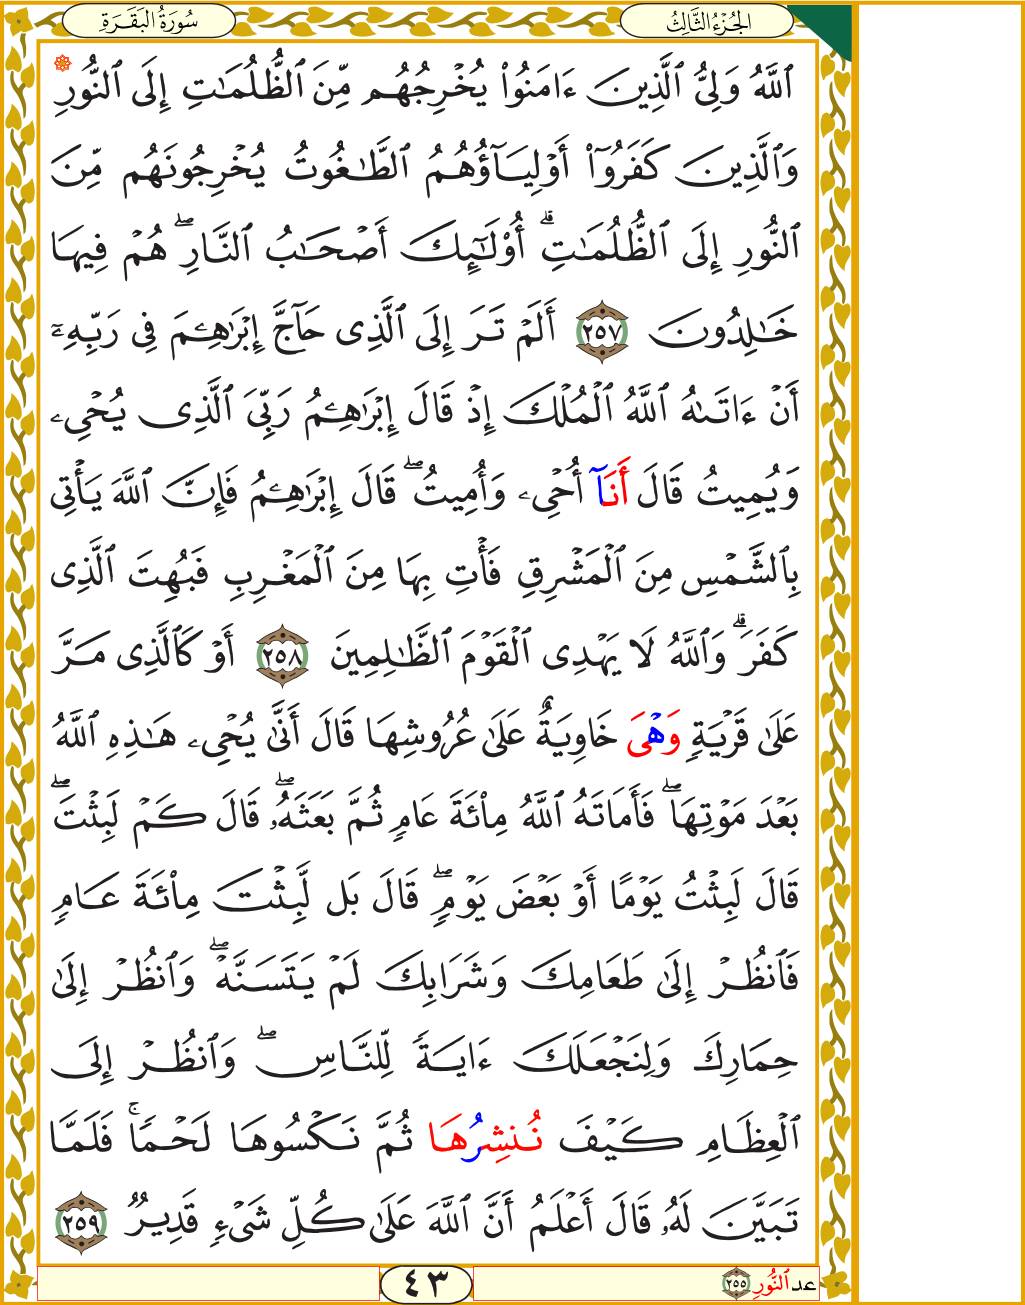 سُورَةُ البَقَرَةِ
الجُزْءُ الثَّالِثُ
ٱللَّهُ وَلِىُّ ٱلَّذِينَ ءَامَنُوا۟ يُخْرِجُهُم مِّنَ ٱلظُّلُمَٰتِ إِلَى ٱلنُّورِ
وَٱلَّذِينَ كَفَرُوٓا۟ أَوْلِيَآؤُهُمُ ٱلطَّٰغُوتُ يُخْرِجُونَهُم مِّنَ
ٱلنُّورِ إِلَى ٱلظُّلُمَٰتِۗ أُو۟لَٰٓئِكَ أَصْحَٰبُ ٱلنَّارِۖ هُمْ فِيهَا
خَٰلِدُونَ ٢٥٧ أَلَمْ تَرَ إِلَى ٱلَّذِى حَآجَّ إِبْرَٰهِـۧمَ فِى رَبِّهِۦٓ
أَنْ ءَاتَىٰهُ ٱللَّهُ ٱلْمُلْكَ إِذْ قَالَ إِبْرَٰهِـۧمُ رَبِّىَ ٱلَّذِى يُحْىِۦ
وَيُمِيتُ قَالَ أَنَآ أُحْىِۦ وَأُمِيتُۖ قَالَ إِبْرَٰهِـۧمُ فَإِنَّ ٱللَّهَ يَأْتِى
بِٱلشَّمْسِ مِنَ ٱلْمَشْرِقِ فَأْتِ بِهَا مِنَ ٱلْمَغْرِبِ فَبُهِتَ ٱلَّذِى
كَفَرَۗ وَٱللَّهُ لَا يَهْدِى ٱلْقَوْمَ ٱلظَّٰلِمِينَ ٢٥٨ أَوْ كَٱلَّذِى مَرَّ
عَلَىٰ قَرْيَةٍ وَهْىَ خَاوِيَةٌ عَلَىٰ عُرُوشِهَا قَالَ أَنَّىٰ يُحْىِۦ هَٰذِهِ ٱللَّهُ
بَعْدَ مَوْتِهَاۖ فَأَمَاتَهُ ٱللَّهُ مِا۟ئَةَ عَامٍ ثُمَّ بَعَثَهُۥۖ قَالَ كَمْ لَبِثْتَۖ
قَالَ لَبِثْتُ يَوْمًا أَوْ بَعْضَ يَوْمٍۖ قَالَ بَل لَّبِثْتَ مِا۟ئَةَ عَامٍ
فَٱنظُرْ إِلَىٰ طَعَامِكَ وَشَرَابِكَ لَمْ يَتَسَنَّهْۖ وَٱنظُرْ إِلَىٰ
حِمَارِكَ وَلِنَجْعَلَكَ ءَايَةً لِّلنَّاسِۖ وَٱنظُرْ إِلَى
ٱلْعِظَامِ كَيْفَ نُنشِرُهَا ثُمَّ نَكْسُوهَا لَحْمًاۚ فَلَمَّا
تَبَيَّنَ لَهُۥ قَالَ أَعْلَمُ أَنَّ ٱللَّهَ عَلَىٰ كُلِّ شَىْءٍ قَدِيرٌ ٢٥٩
٤٣
عد ٱلنُّورِ ٢٥٥